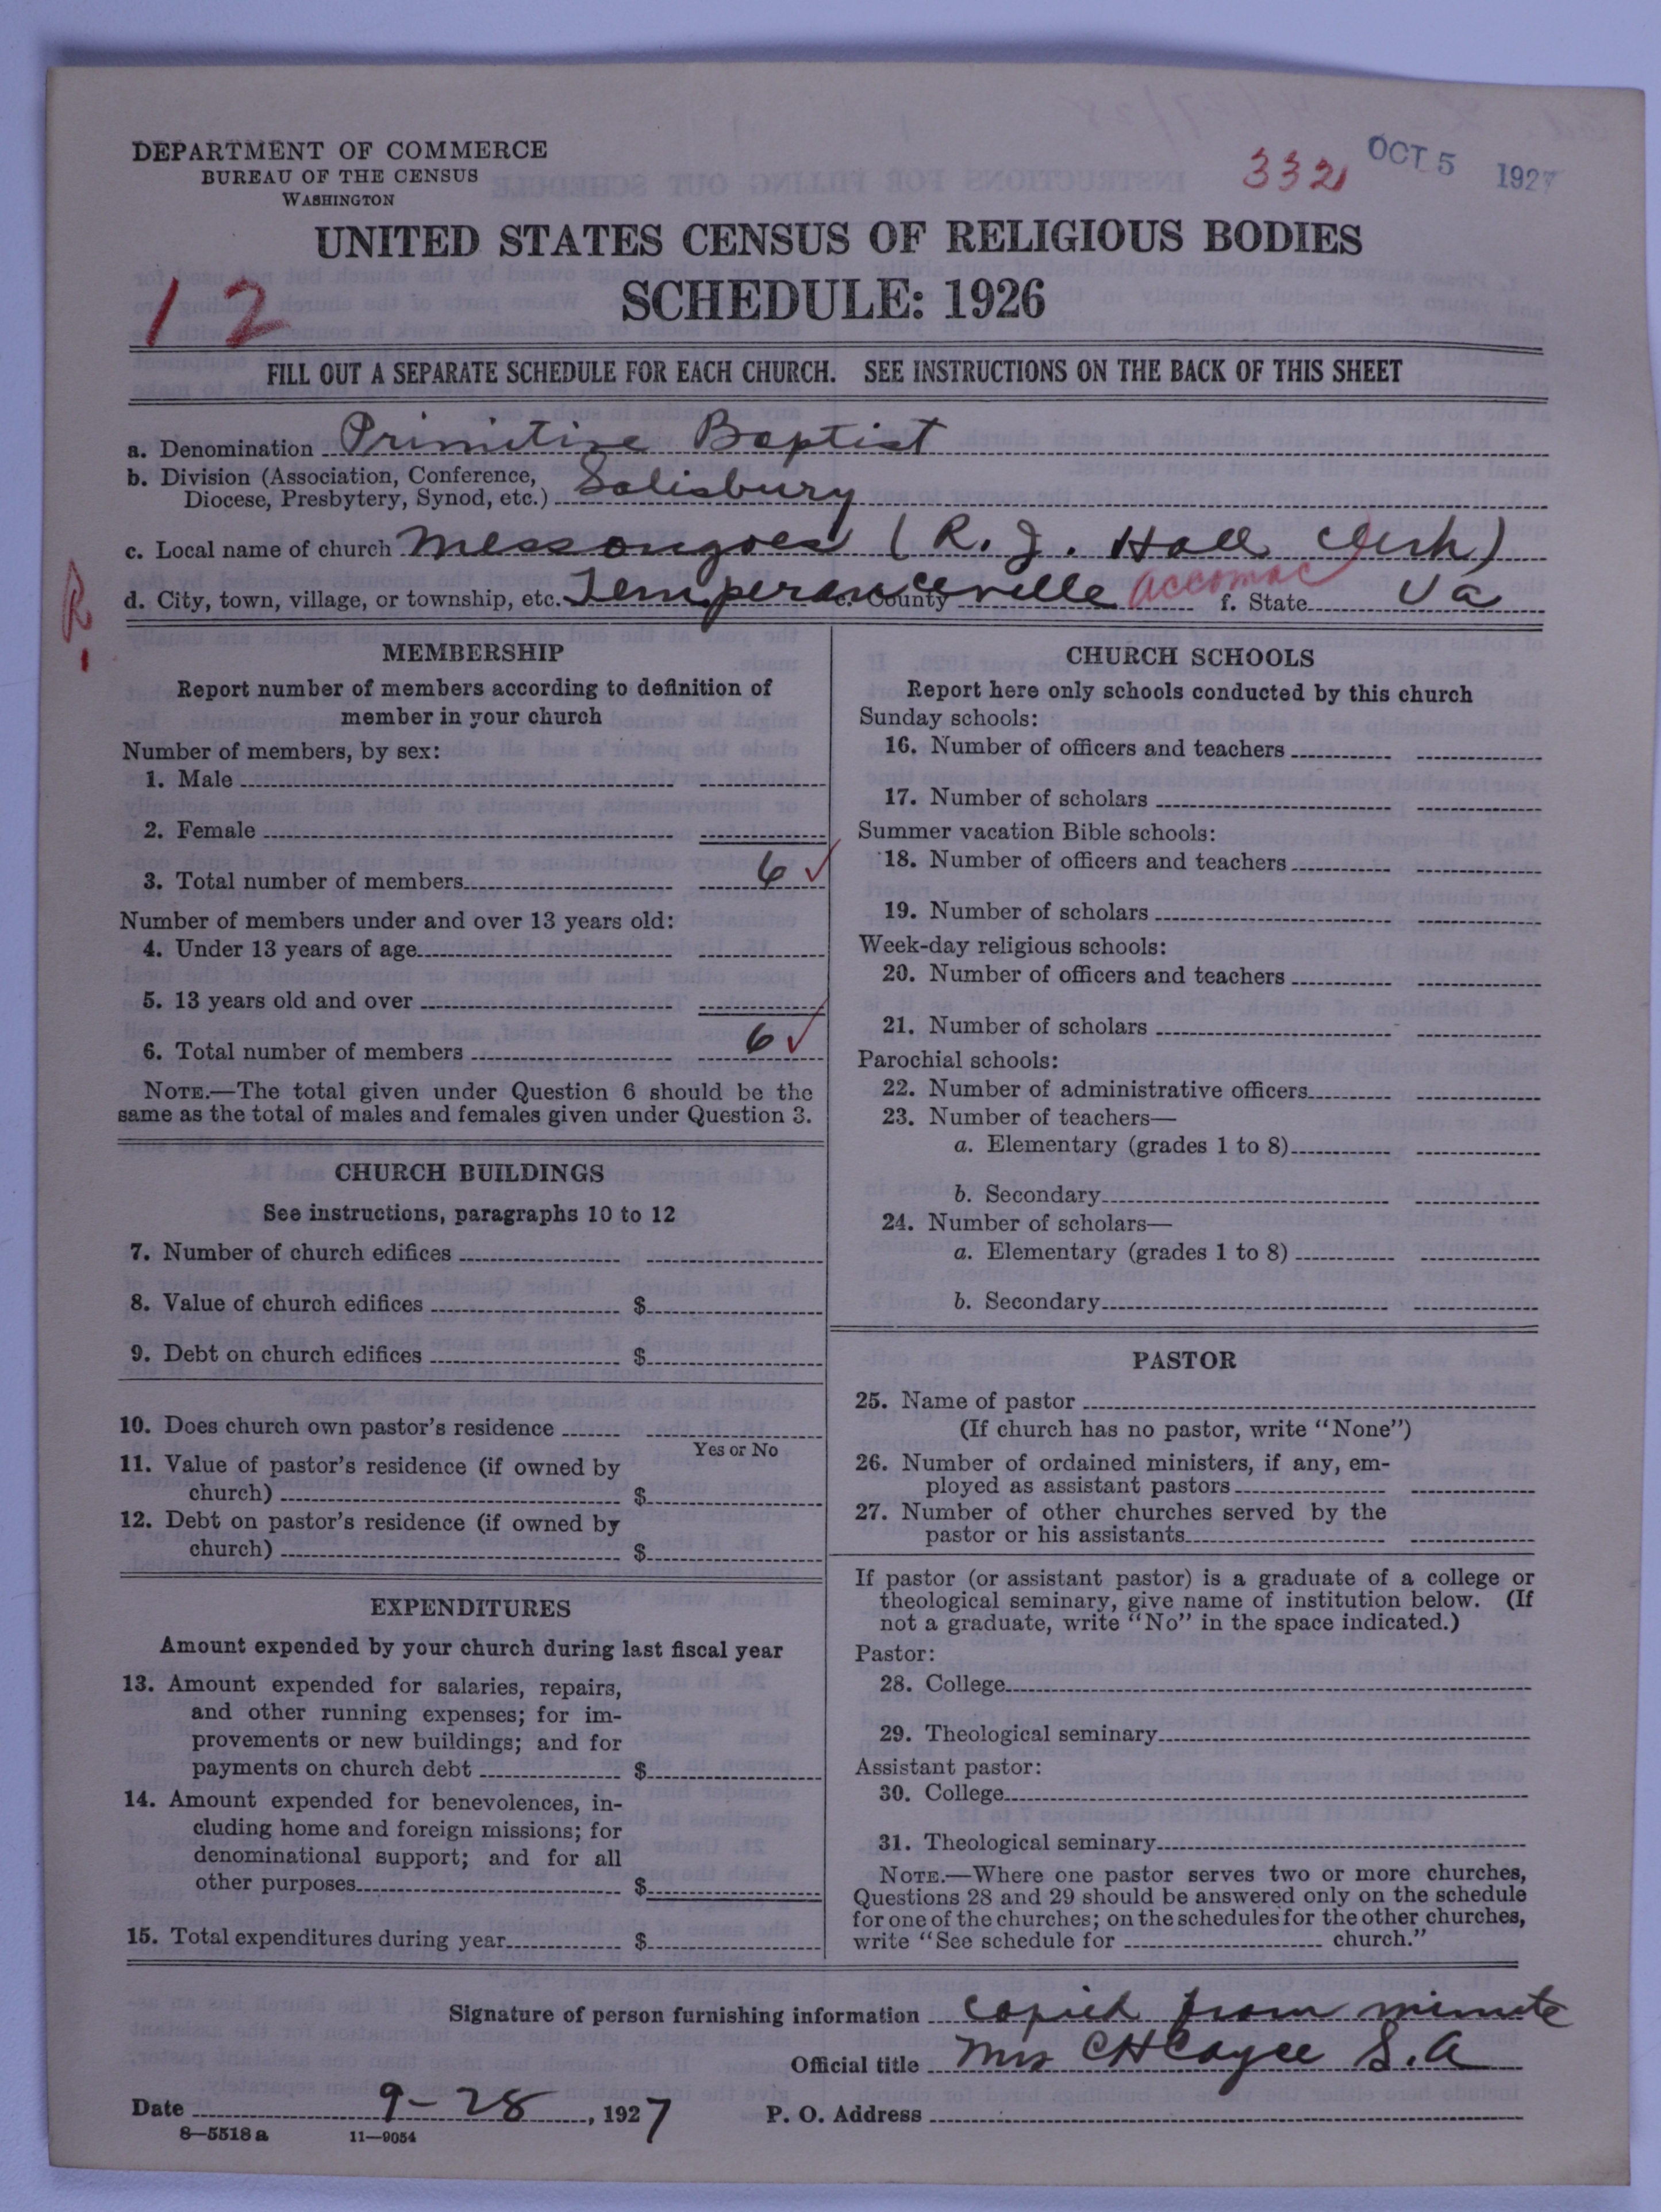 DEPARTMENT OF COMMERCE
BUREAU OF THE CENSUS
WASHINGTON
3321
OCT 5 1927
UNITED STATES CENSUS OF RELIGIOUS BODIES
SCHEDULE: 1926
12
FILL OUT A SEPARATE SCHEDULE FOR EACH CHURCH. SEE INSTRUCTIONS ON THE BACK OF THIS SHEET
a. Denomination Primitive Baptist
b. Division (Association, Conference,
Diocese, Presbytery, Synod, etc.) Salisbury
c. Local name of church Messongoes (R. J. Hall Clerk)
d. City, town, village, or township, etc. Temperanceville e. County Accomac f. State Va
R.
MEMBERSHIP
Report number of members according to definition of
member in your church
Number of members, by sex:
1. Male
2. Female
3. Total number of members 6 ✓
Number of members under and over 13 years old:
4. Under 13 years of age
5. 13 years old and over
6. Total number of members 6 ✓
NOTE.—The total given under Question 6 should be the
same as the total of males and females given under Question 3.
CHURCH BUILDINGS
See instructions, paragraphs 10 to 12
7. Number of church edifices
8. Value of church edifices $
9. Debt on church edifices $
10. Does church own pastor's residence
Yes or No
11. Value of pastor's residence (if owned by
church) $
12. Debt on pastor's residence (if owned by
church) $
EXPENDITURES
Amount expended by your church during last fiscal year
13. Amount expended for salaries, repairs,
and other running expenses; for im-
provements or new buildings; and for
payments on church debt $
14. Amount expended for benevolences, in-
cluding home and foreign missions; for
denominational support; and for all
other purposes $
15. Total expenditures during year $
CHURCH SCHOOLS
Report here only schools conducted by this church
Sunday schools:
16. Number of officers and teachers
17. Number of scholars
Summer vacation Bible schools:
18. Number of officers and teachers
19. Number of scholars
Week-day religious schools:
20. Number of officers and teachers
21. Number of scholars
Parochial schools:
22. Number of administrative officers
23. Number of teachers—
a. Elementary (grades 1 to 8)
b. Secondary
24. Number of scholars—
a. Elementary (grades 1 to 8)
b. Secondary
PASTOR
25. Name of pastor
(If church has no pastor, write "None")
26. Number of ordained ministers, if any, em-
ployed as assistant pastors
27. Number of other churches served by the
pastor or his assistants
If pastor (or assistant pastor) is a graduate of a college or
theological seminary, give name of institution below. (If
not a graduate, write "No" in the space indicated.)
Pastor:
28. College
29. Theological seminary
Assistant pastor:
30. College
31. Theological seminary
NOTE.—Where one pastor serves two or more churches,
Questions 28 and 29 should be answered only on the schedule
for one of the churches; on the schedules for the other churches,
write "See schedule for church."
Signature of person furnishing information copied from minute
Official title Mrs C H Cayce S. A
Date 9-28, 1927 P. O. Address
8—5518a 11—9054